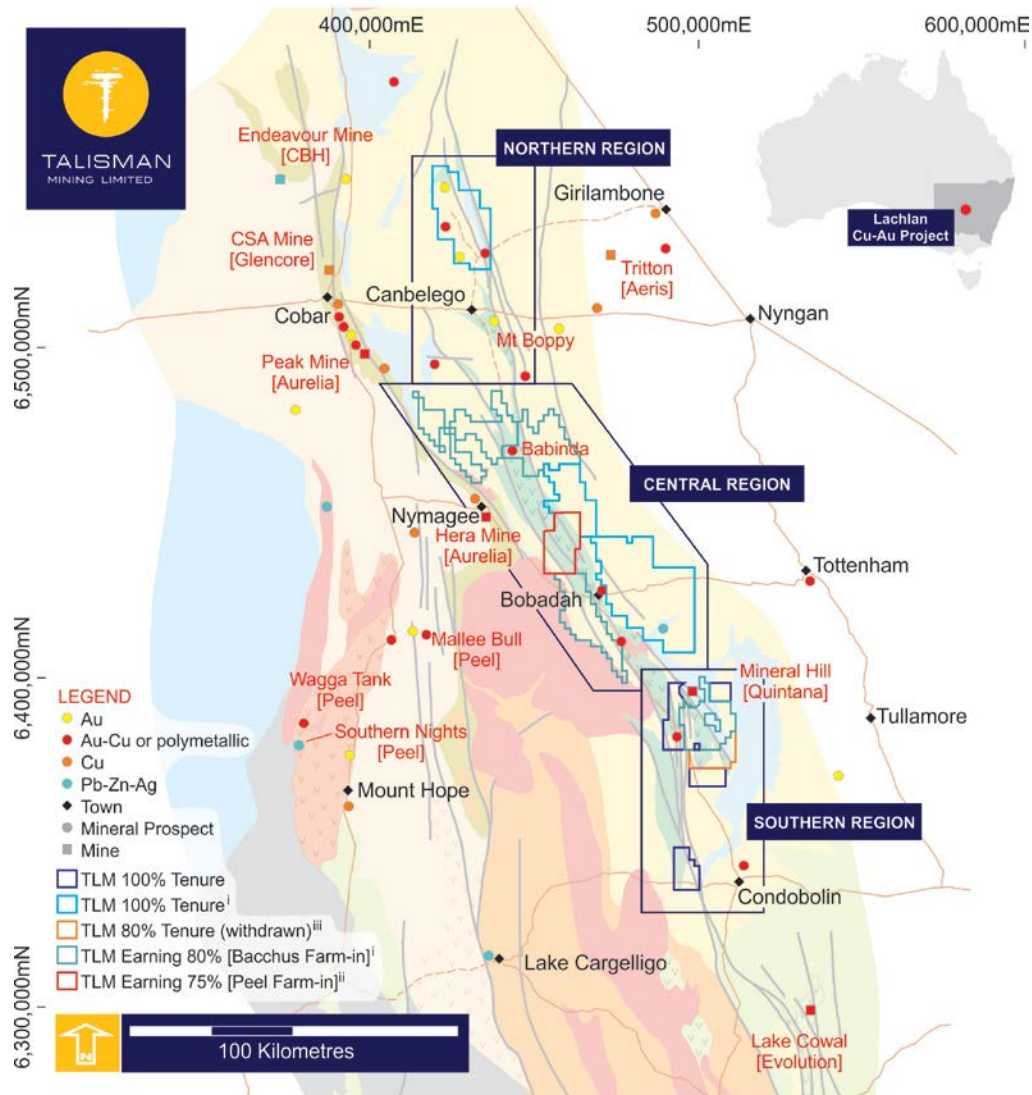 400,000mE
500,000mE
600,000mE
TALISMAN
MINING LIMITED
Endeavour Mine
[CBH]
NORTHERN REGION
Girilambone
Lachlan
Cu-Au Project
CSA Mine
[Glencore]
Tritton
[Aeris]
Canbelego
Cobar
Nyngan
Mt Boppy
6,500,000mN
Peak Mine
[Aurelia]
Babinda
CENTRAL REGION
Nymagee
Hera Mine
[Aurelia]
Tottenham
Bobadah
Mallee Bull
[Peel]
Mineral Hill
[Quintana]
6,400,000mN
Wagga Tank
[Peel]
Tullamore
Southern Nights
[Peel]
Mount Hope
SOUTHERN REGION
Condobolin
LEGEND
Au
Au-Cu or polymetallic
Cu
Pb-Zn-Ag
Town
Mineral Prospect
Mine
TLM 100% Tenure
TLM 100% Tenureⁱ
TLM 80% Tenure (withdrawn)ⁱⁱⁱ
TLM Earning 80% [Bacchus Farm-in]ⁱ
TLM Earning 75% [Peel Farm-in]ⁱⁱ
Lake Cargelligo
6,300,000mN
N
100 Kilometres
Lake Cowal
[Evolution]